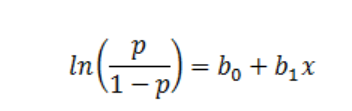 ln(p/(1 − p)) = b₀ + b₁x